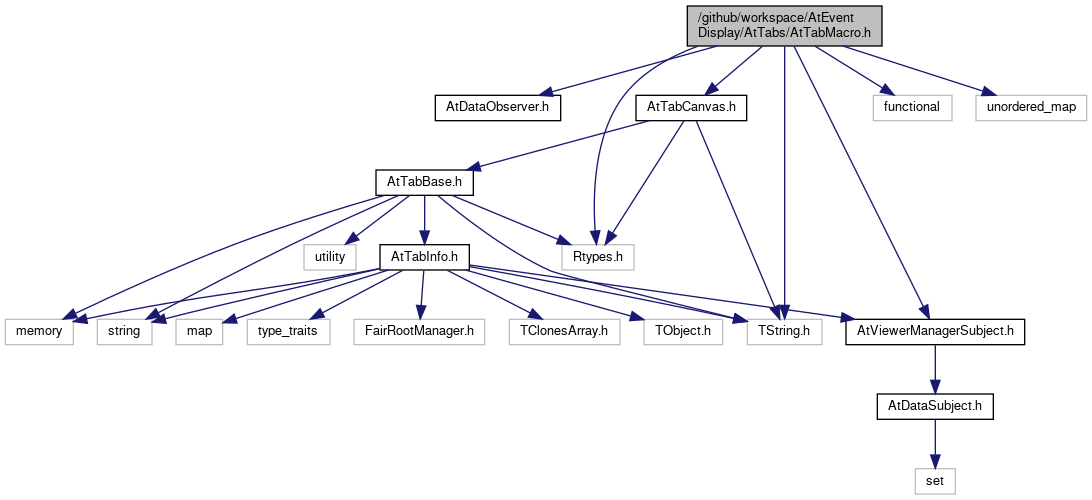 /github/workspace/AtEvent
Display/AtTabs/AtTabMacro.h
AtDataObserver.h
AtTabCanvas.h
functional
unordered_map
AtTabBase.h
utility
AtTabInfo.h
Rtypes.h
memory
string
map
type_traits
FairRootManager.h
TClonesArray.h
TObject.h
TString.h
AtViewerManagerSubject.h
AtDataSubject.h
set